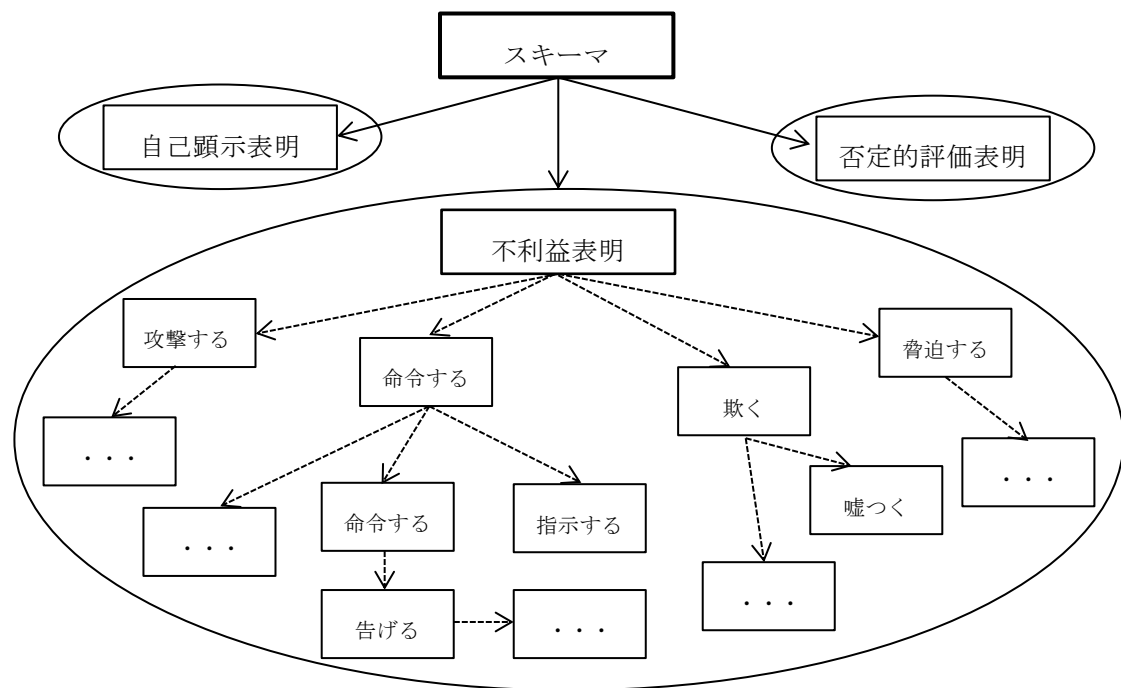 スキーマ
自己顕示表明
否定的評価表明
不利益表明
攻撃する
命令する
欺く
脅迫する
・・・
・・・
命令する
指示する
嘘つく
・・・
・・・
告げる
・・・